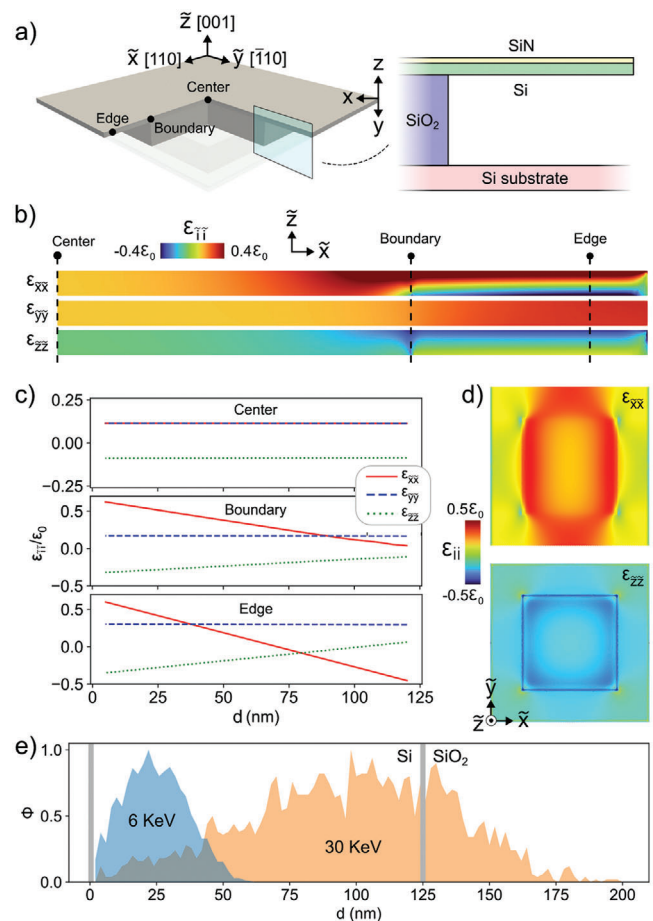 a)
z̃ [001]
x̃ [110]
ỹ [1̄10]
Center
Edge
Boundary
x
z
y
SiN
Si
SiO₂
Si substrate
b)
Center
ε_ĩĩ
-0.4ε₀
0.4ε₀
z̃
x̃
Boundary
Edge
ε_x̃x̃
ε_ỹỹ
ε_z̃z̃
c)
0.25
0.00
−0.25
Center
ε_x̃x̃
ε_ỹỹ
ε_z̃z̃
ε_ĩĩ/ε₀
0.5
0.0
−0.5
Boundary
0.5
0.0
−0.5
Edge
0 25 50 75 100 125
d (nm)
d)
ε_x̃x̃
0.5ε₀
ε_ii
-0.5ε₀
ε_z̃z̃
ỹ
z̃
x̃
e)
Φ
1.0
0.5
0.0
6 KeV
30 KeV
Si
SiO₂
0 25 50 75 100 125 150 175 200
d (nm)